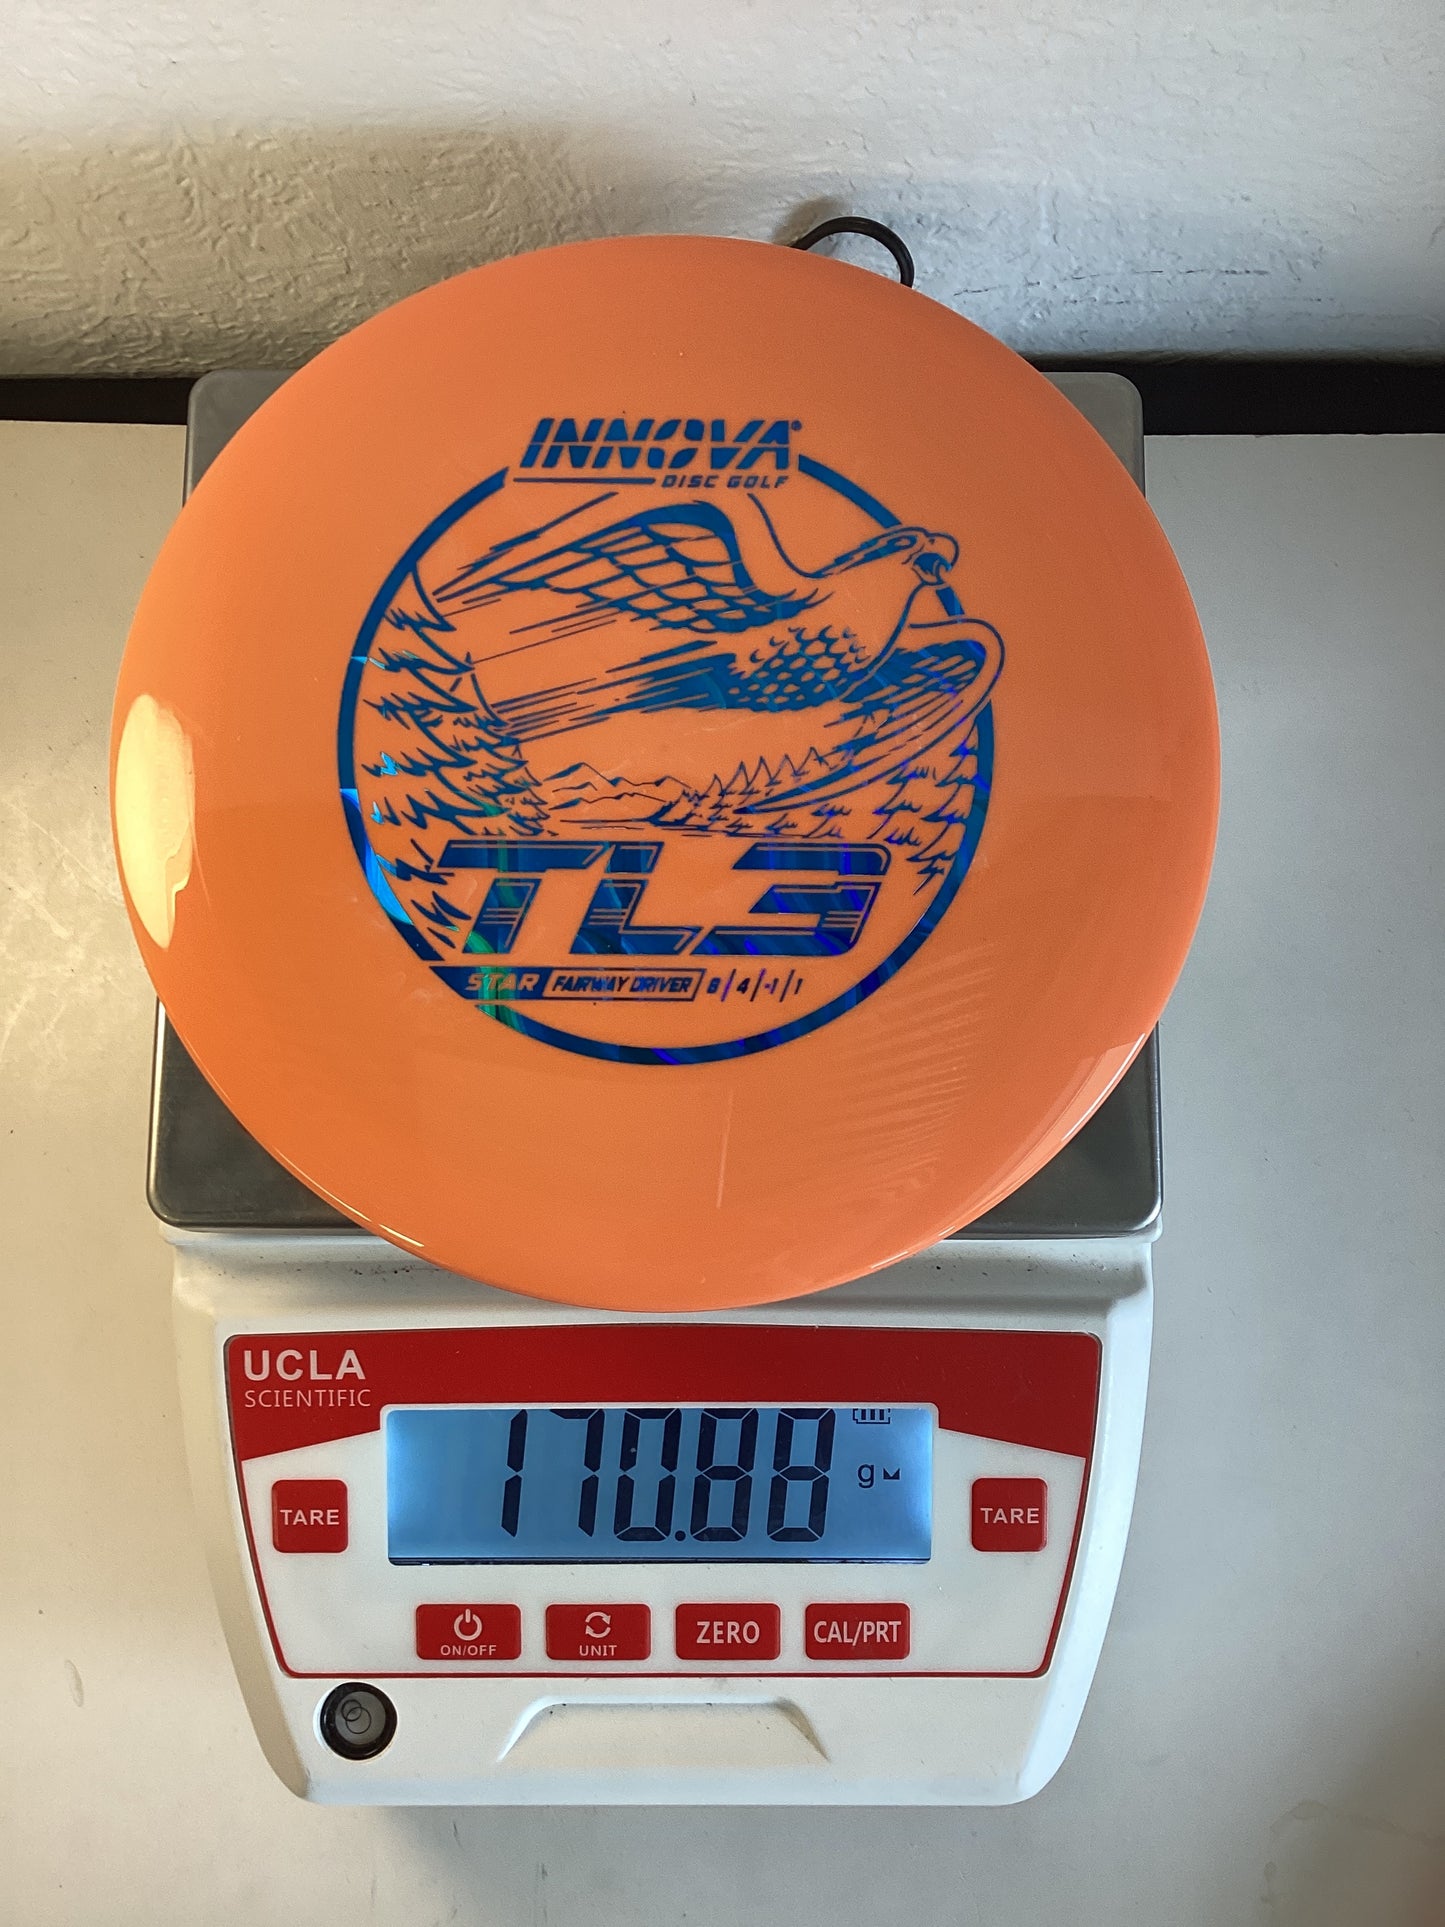 INNOVA®
DISC GOLF
TL3
STAR FAIRWAY DRIVER 8/4/-1/1
UCLA
SCIENTIFIC
170.88 g
TARE
TARE
ON/OFF
UNIT
ZERO
CAL/PRT